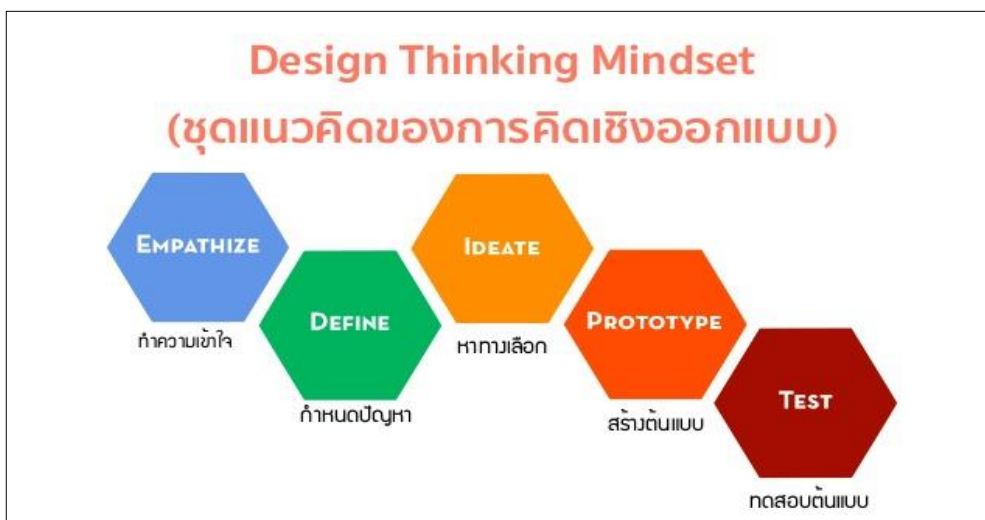 Design Thinking Mindset
(ชุดแนวคิดของการคิดเชิงออกแบบ)
EMPATHIZE
ทำความเข้าใจ
DEFINE
กำหนดปัญหา
IDEATE
หาทางเลือก
PROTOTYPE
สร้างต้นแบบ
TEST
ทดสอบต้นแบบ